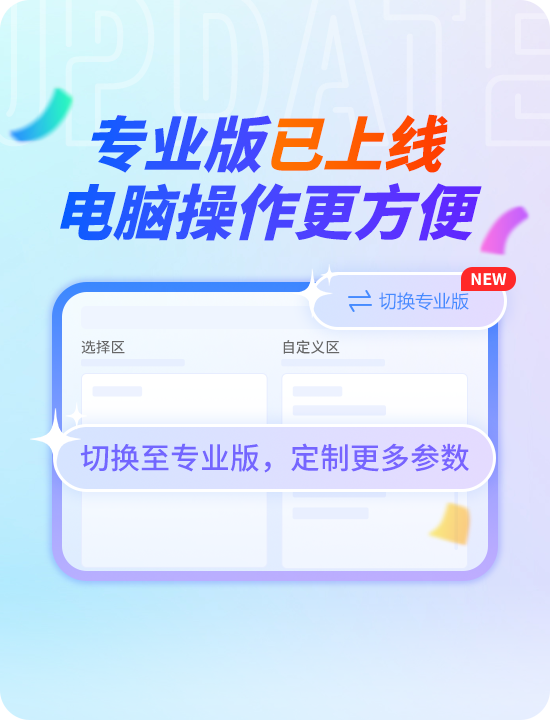 UPDATE
专业版已上线
电脑操作更方便
NEW
切换专业版
选择区
自定义区
切换至专业版，定制更多参数